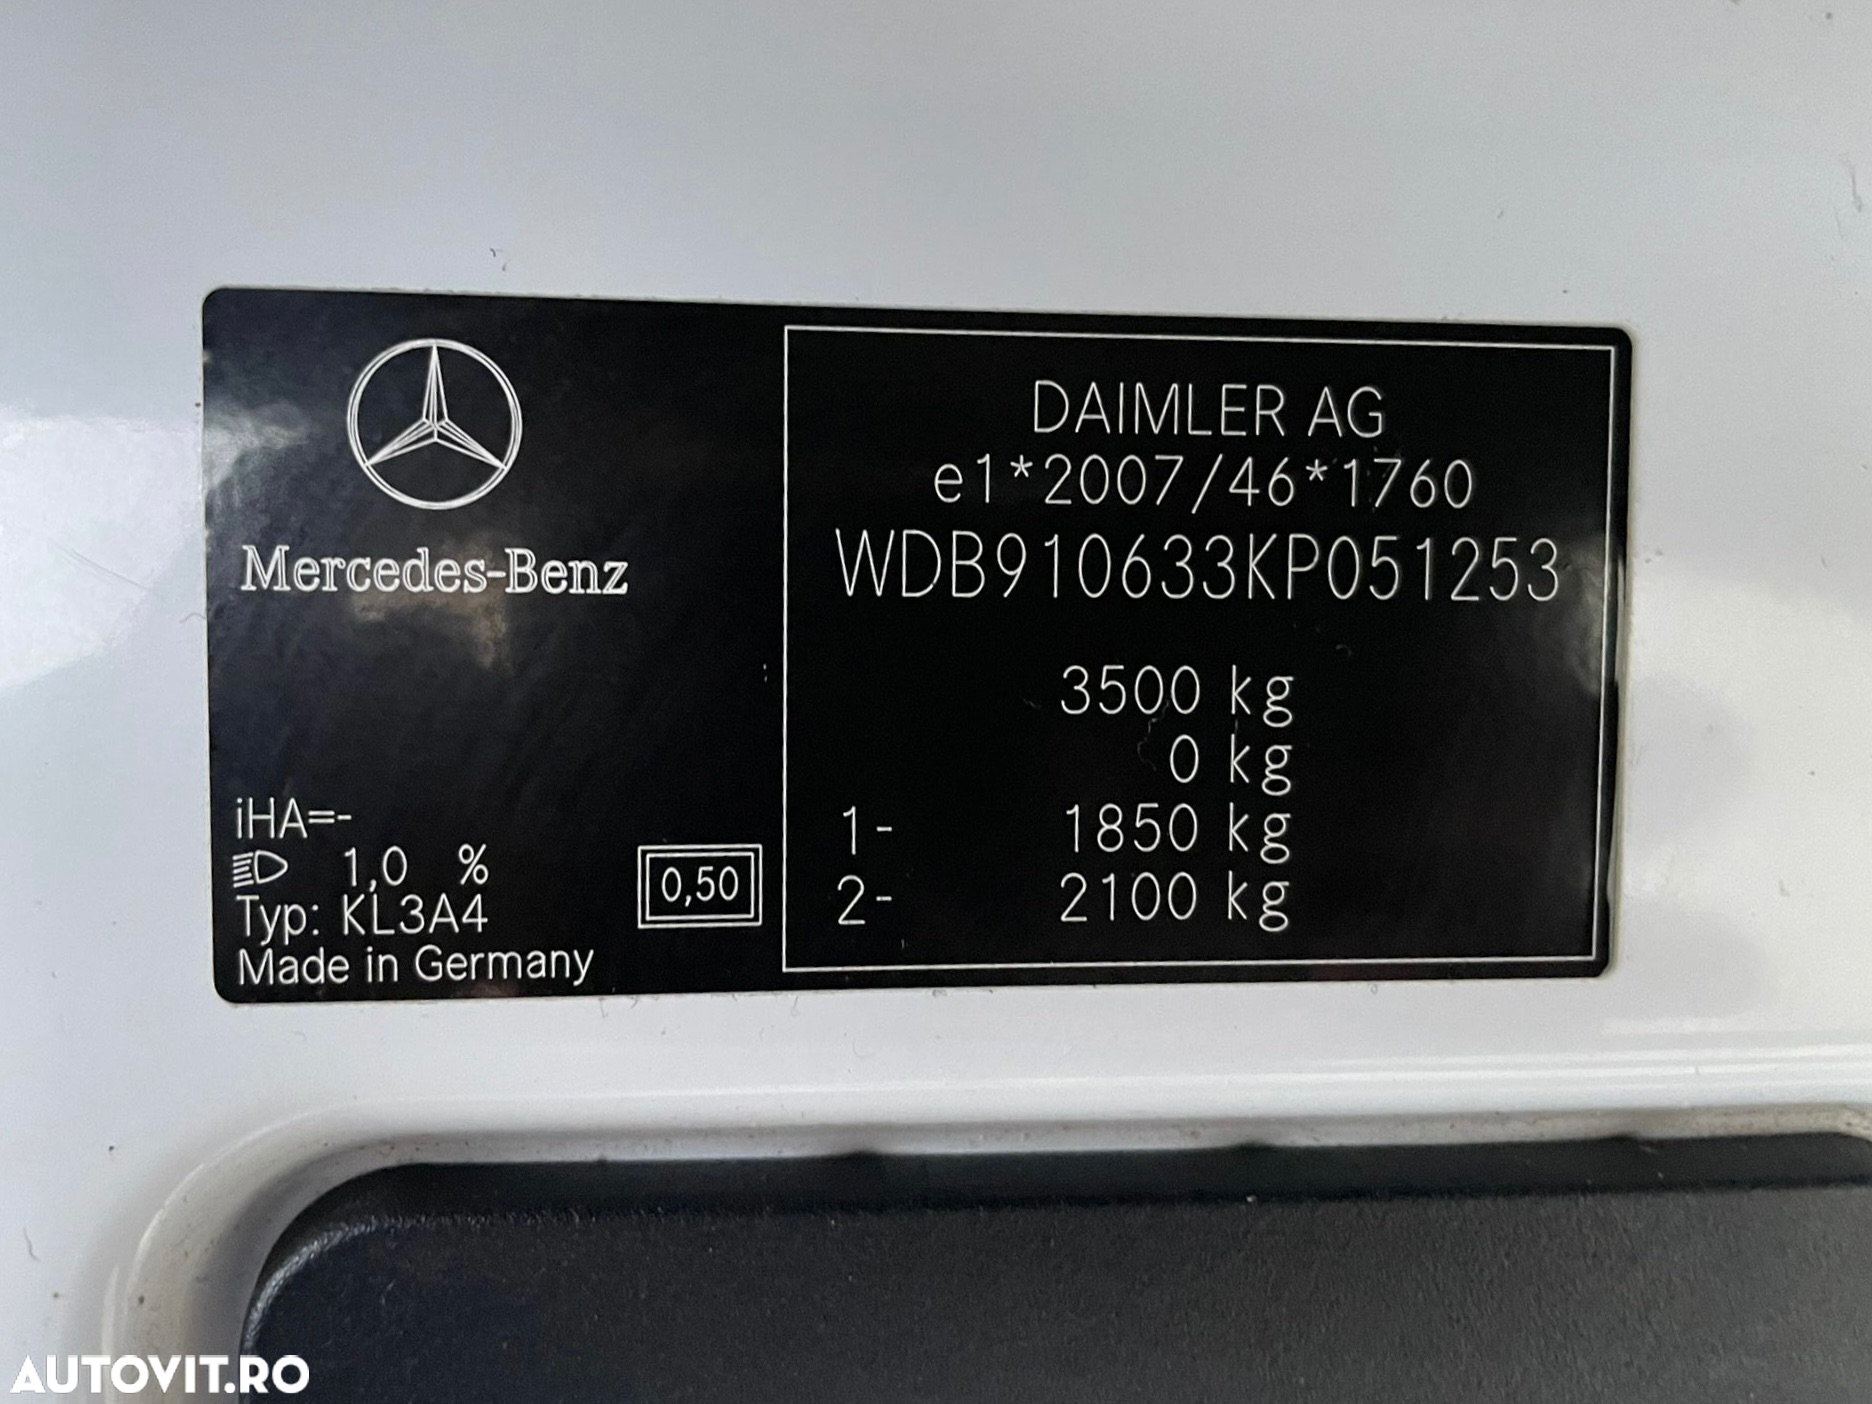 Mercedes-Benz
iHA=-
1,0 %
Typ: KL3A4
Made in Germany
0,50
DAIMLER AG
e1*2007/46*1760
WDB910633KP051253
3500 kg
0 kg
1- 1850 kg
2- 2100 kg
AUTOVIT.RO